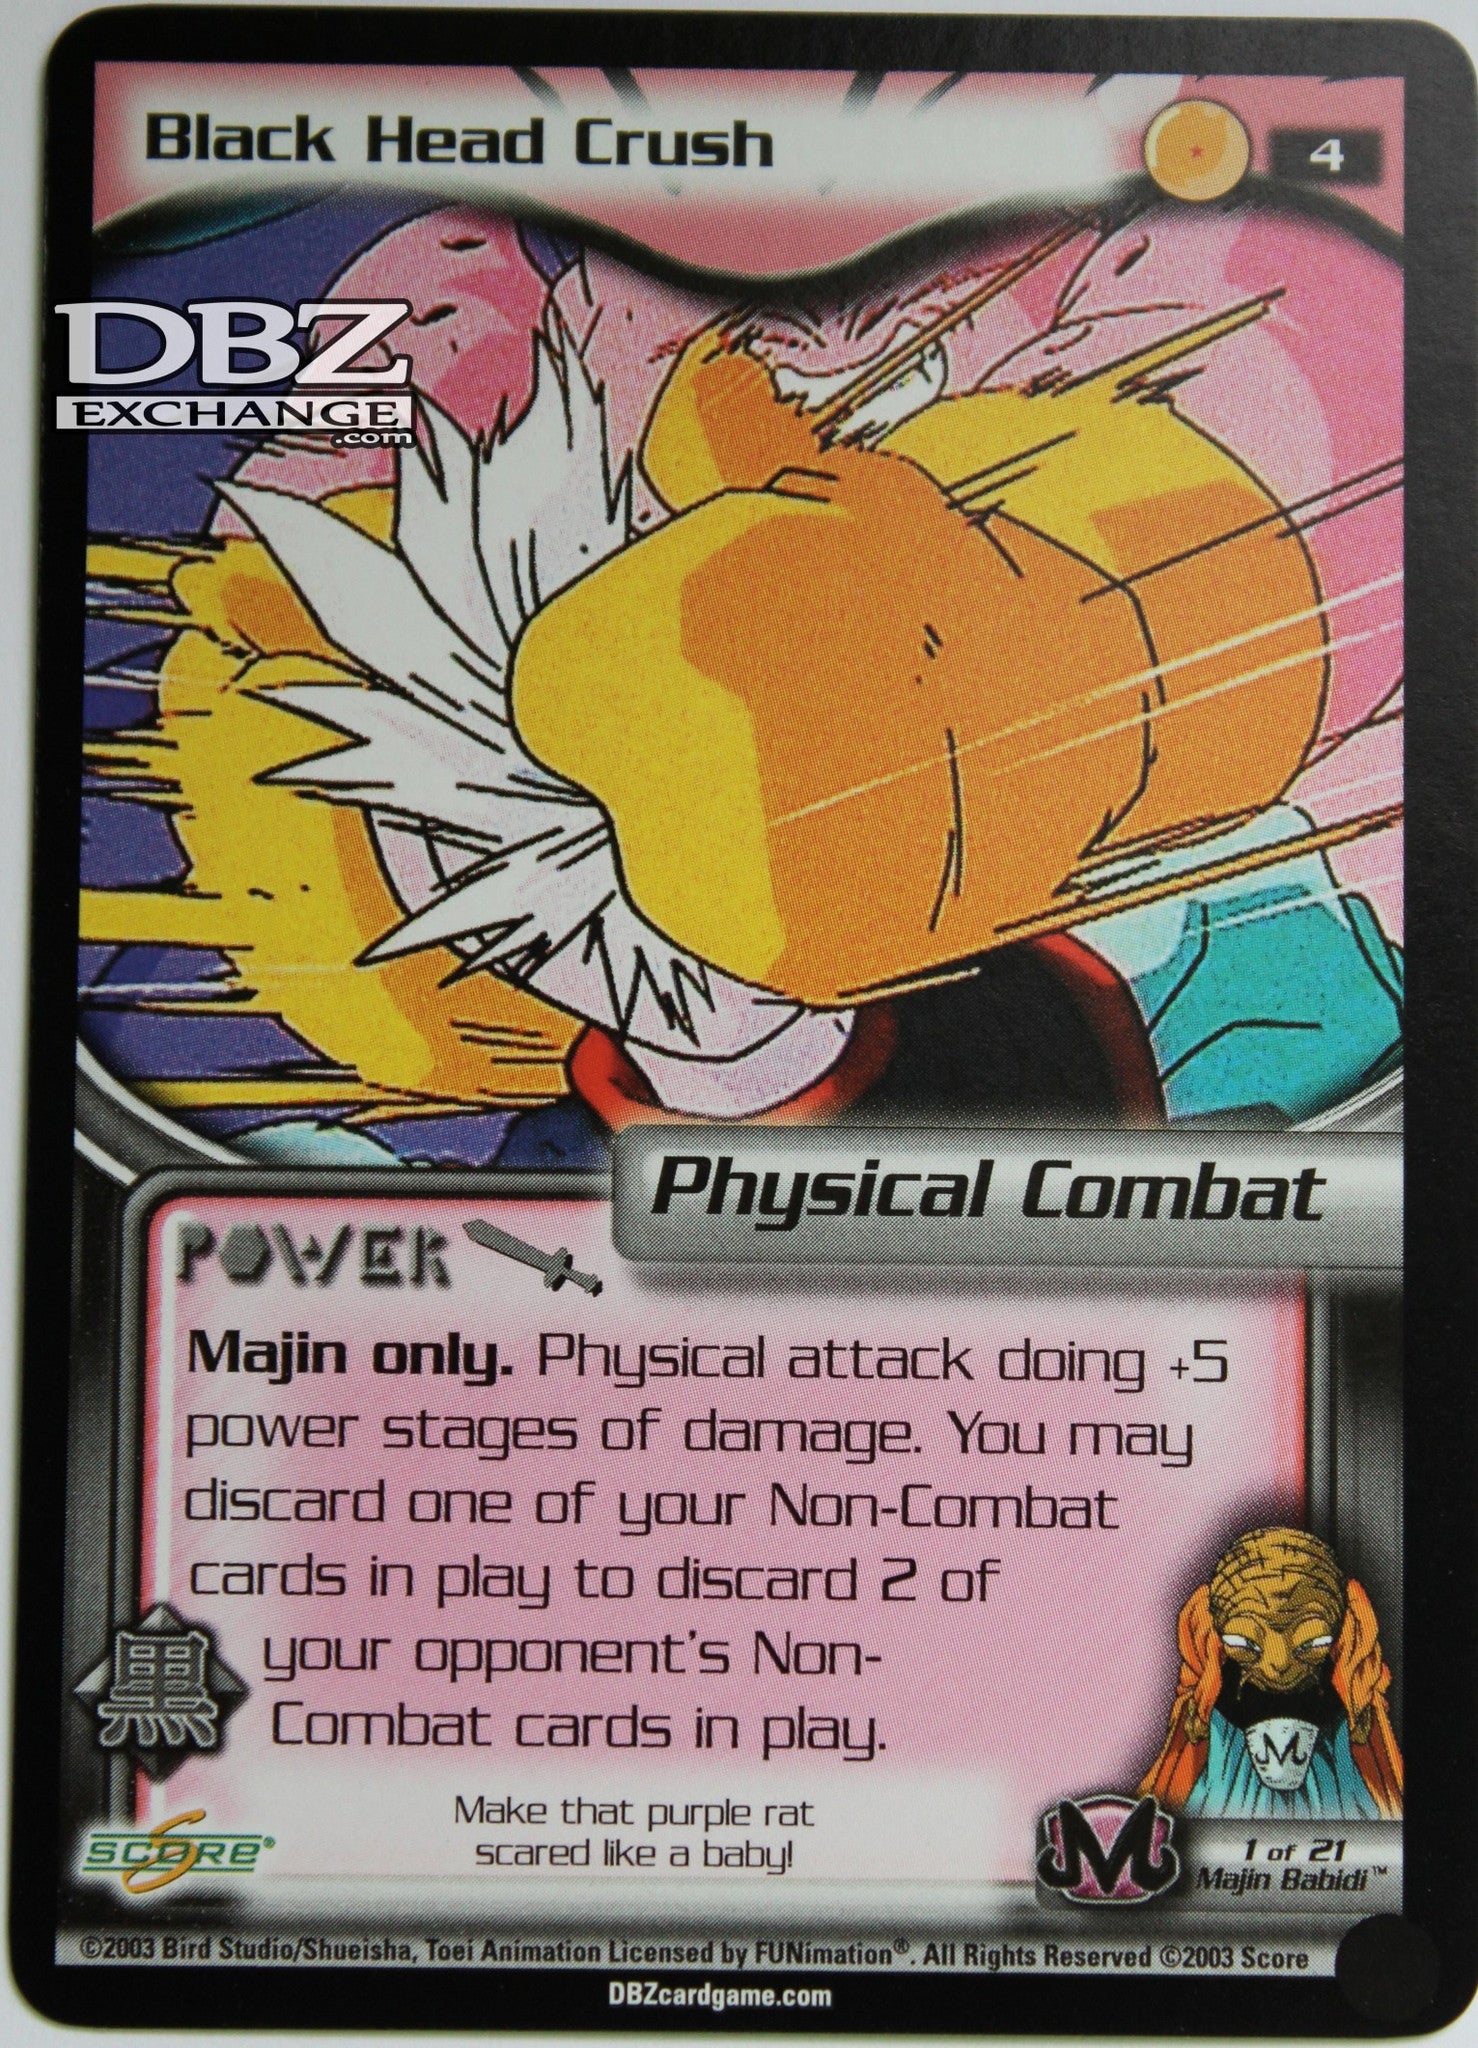 Black Head Crush
4
DBZ
EXCHANGE
.com
Physical Combat
POWER
Majin only. Physical attack doing +5
power stages of damage. You may
discard one of your Non-Combat
cards in play to discard 2 of
your opponent's Non-
Combat cards in play.
黒
Make that purple rat
scared like a baby!
SCORE®
M
M
1 of 21
Majin Babidi™
©2003 Bird Studio/Shueisha, Toei Animation Licensed by FUNimation®. All Rights Reserved ©2003 Score
DBZcardgame.com